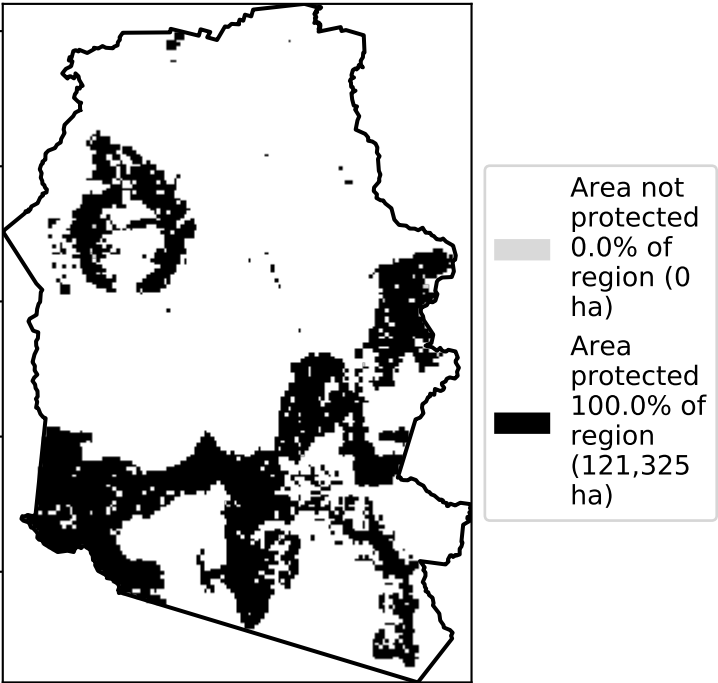 Area not
protected
0.0% of
region (0
ha)
Area
protected
100.0% of
region
(121,325
ha)